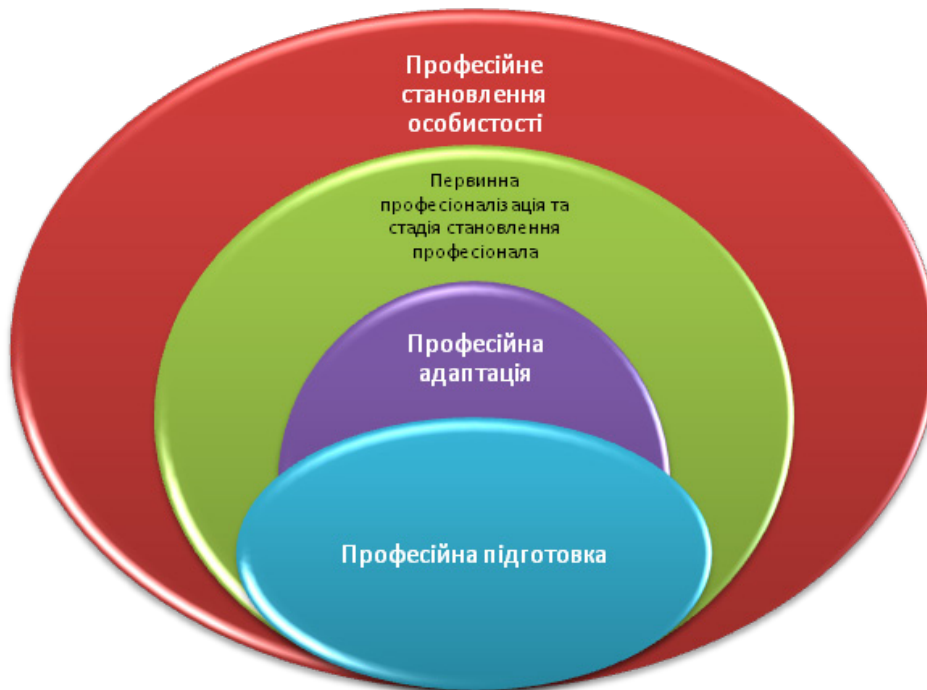 Професійне
становлення
особистості
Первинна
професіоналізація та
стадія становлення
професіонала
Професійна
адаптація
Професійна підготовка